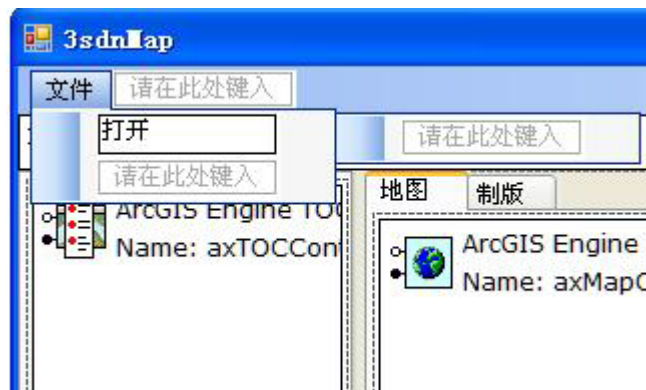 3sdnMap
文件 请在此处键入
打开 请在此处键入
请在此处键入
地图 制版
ArcGIS Engine TOC
Name: axTOCCon
ArcGIS Engine
Name: axMapC